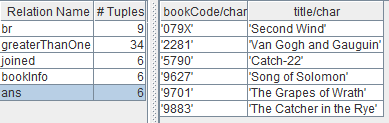 Relation Name # Tuples
br 9
greaterThanOne 34
joined 6
bookInfo 6
ans 6
bookCode/char title/char
'079X' 'Second Wind'
'2281' 'Van Gogh and Gauguin'
'5790' 'Catch-22'
'9627' 'Song of Solomon'
'9701' 'The Grapes of Wrath'
'9883' 'The Catcher in the Rye'